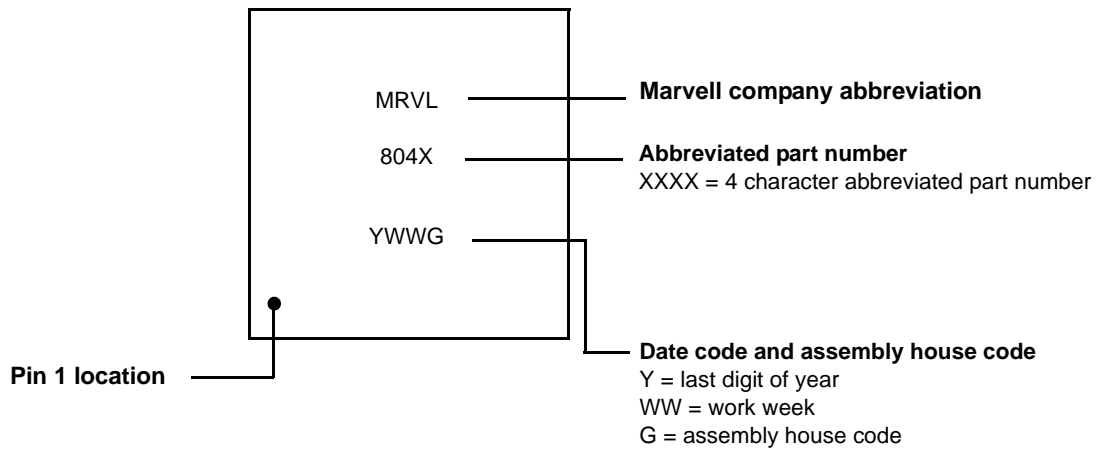 MRVL
Marvell company abbreviation
804X
Abbreviated part number
XXXX = 4 character abbreviated part number
YWWG
Date code and assembly house code
Y = last digit of year
WW = work week
G = assembly house code
Pin 1 location